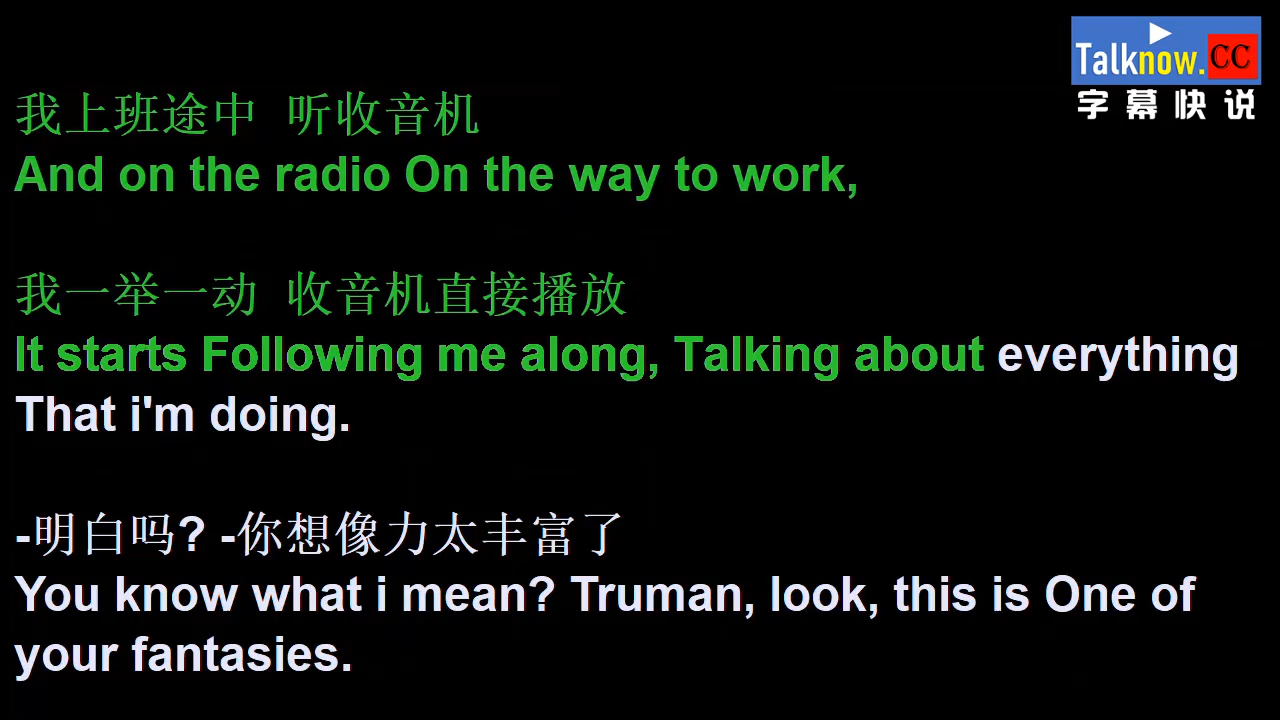 Talknow.CC
字幕快说
我上班途中 听收音机
And on the radio On the way to work,
我一举一动 收音机直接播放
It starts Following me along, Talking about everything
That i'm doing.
-明白吗? -你想像力太丰富了
You know what i mean? Truman, look, this is One of
your fantasies.